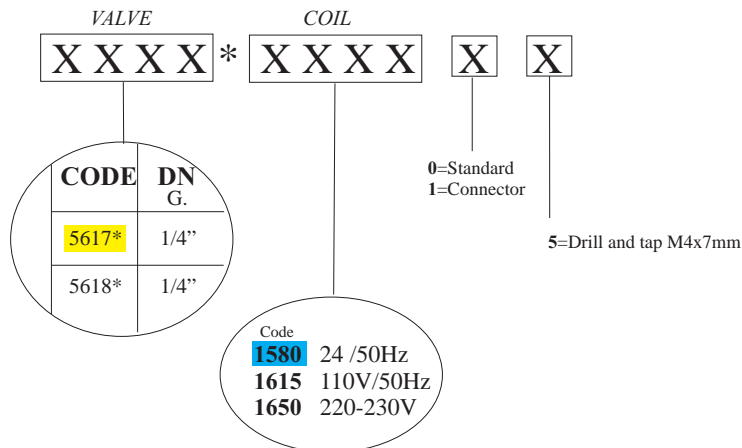 VALVE COIL
X X X X * X X X X X X
0=Standard
1=Connector
5=Drill and tap M4x7mm
CODE DN
G.
5617* 1/4”
5618* 1/4”
Code
1580 24 /50Hz
1615 110V/50Hz
1650 220-230V